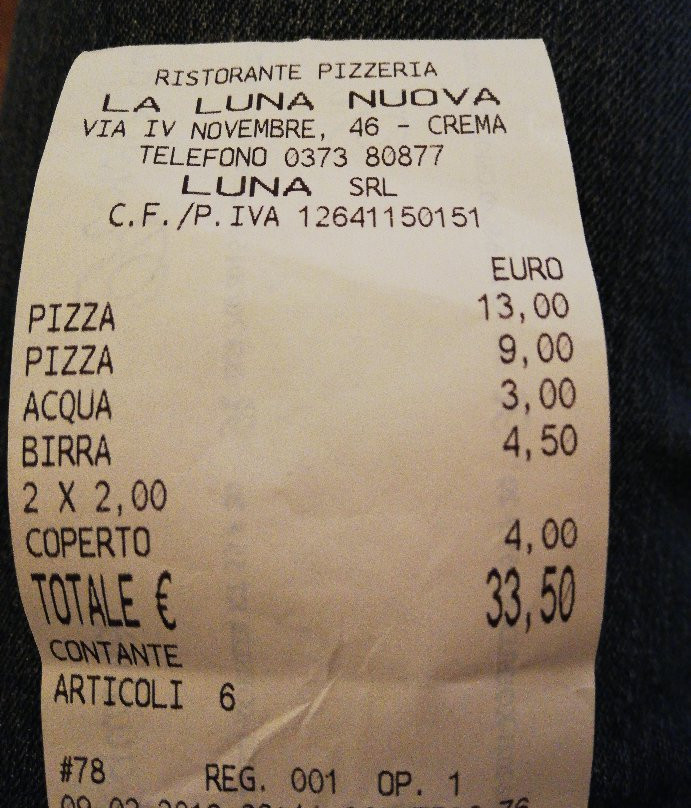 RISTORANTE PIZZERIA
LA LUNA NUOVA
VIA IV NOVEMBRE, 46 - CREMA
TELEFONO 0373 80877
LUNA SRL
C.F./P.IVA 12641150151
EURO
PIZZA 13,00
PIZZA 9,00
ACQUA 3,00
BIRRA 4,50
2 X 2,00
COPERTO 4,00
TOTALE € 33,50
CONTANTE
ARTICOLI 6
#78 REG. 001 OP. 1